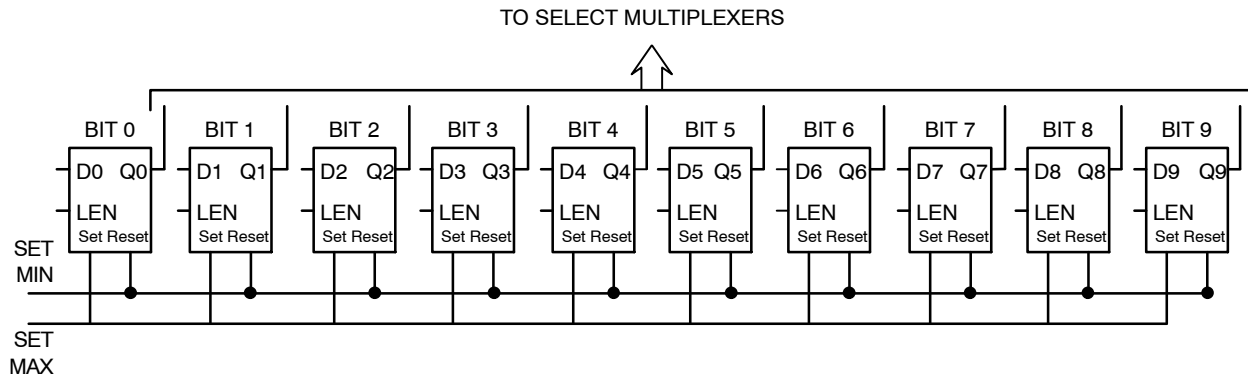 TO SELECT MULTIPLEXERS
BIT 0 BIT 1 BIT 2 BIT 3 BIT 4 BIT 5 BIT 6 BIT 7 BIT 8 BIT 9
D0 Q0 D1 Q1 D2 Q2 D3 Q3 D4 Q4 D5 Q5 D6 Q6 D7 Q7 D8 Q8 D9 Q9
LEN LEN LEN LEN LEN LEN LEN LEN LEN LEN
Set Reset Set Reset Set Reset Set Reset Set Reset Set Reset Set Reset Set Reset Set Reset Set Reset
SET
MIN
SET
MAX